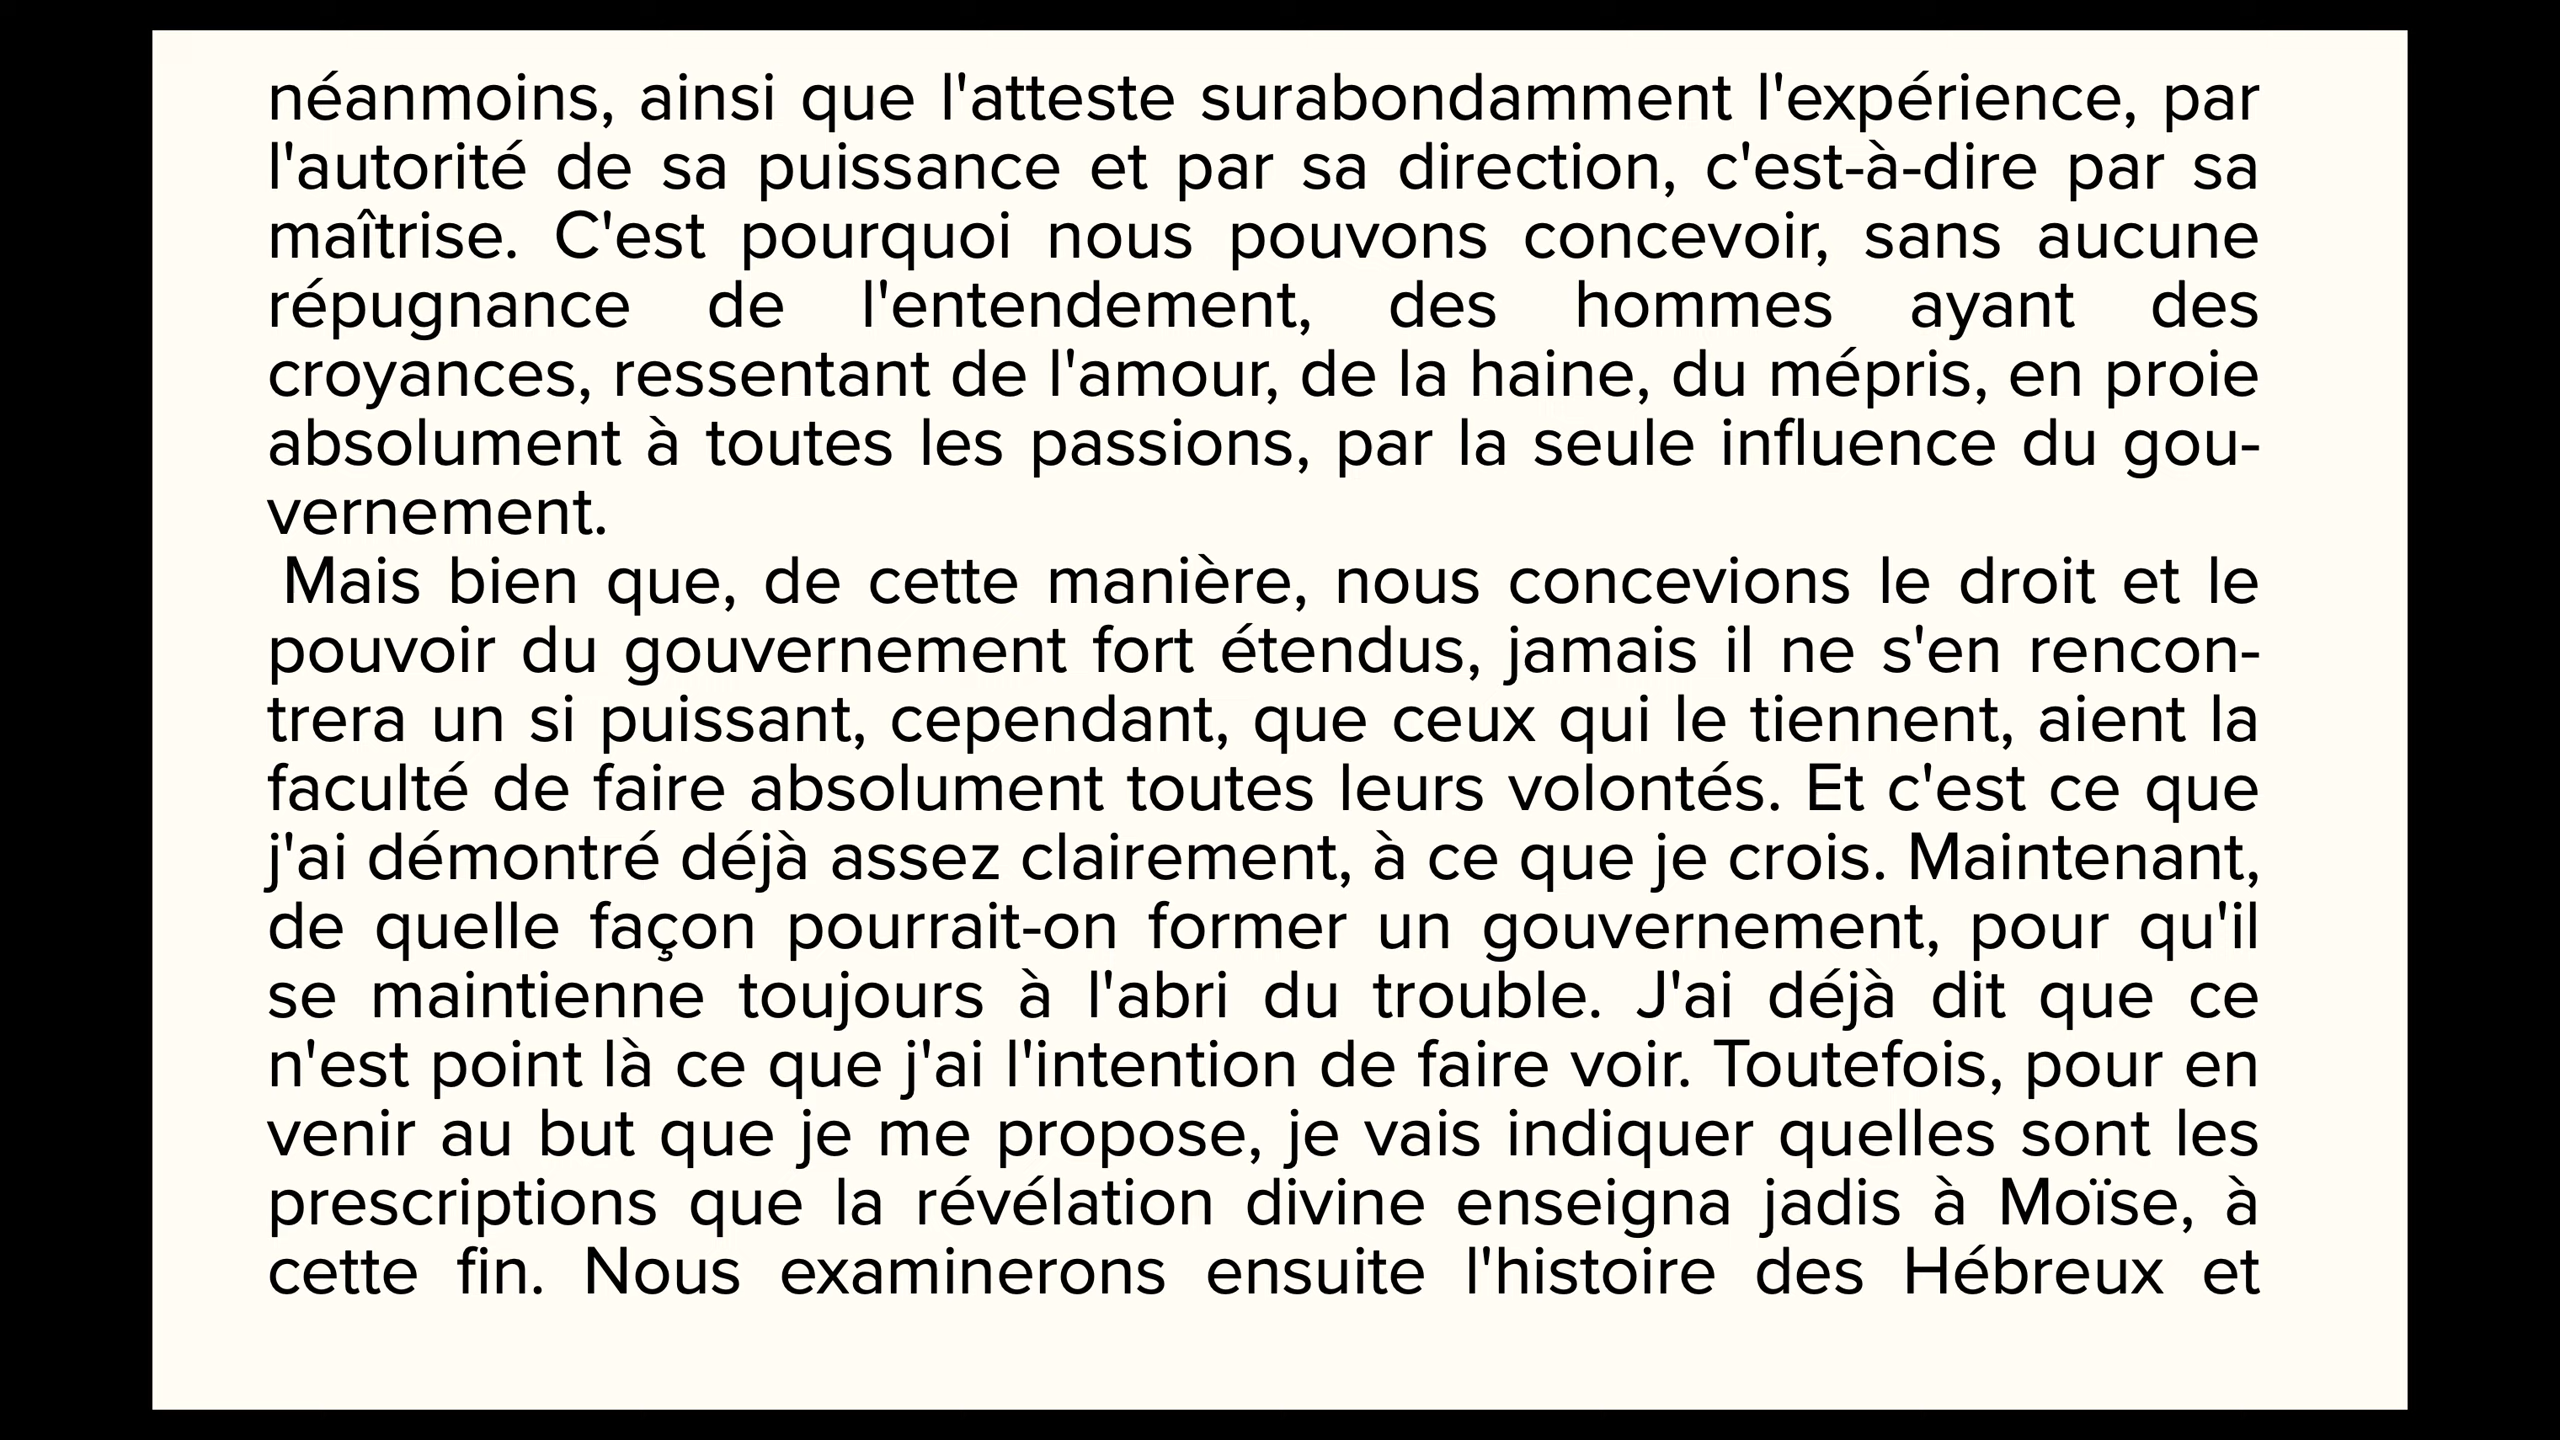 néanmoins, ainsi que l'atteste surabondamment l'expérience, par
l'autorité de sa puissance et par sa direction, c'est-à-dire par sa
maîtrise. C'est pourquoi nous pouvons concevoir, sans aucune
répugnance de l'entendement, des hommes ayant des
croyances, ressentant de l'amour, de la haine, du mépris, en proie
absolument à toutes les passions, par la seule influence du gou-
vernement.
Mais bien que, de cette manière, nous concevions le droit et le
pouvoir du gouvernement fort étendus, jamais il ne s'en rencon-
trera un si puissant, cependant, que ceux qui le tiennent, aient la
faculté de faire absolument toutes leurs volontés. Et c'est ce que
j'ai démontré déjà assez clairement, à ce que je crois. Maintenant,
de quelle façon pourrait-on former un gouvernement, pour qu'il
se maintienne toujours à l'abri du trouble. J'ai déjà dit que ce
n'est point là ce que j'ai l'intention de faire voir. Toutefois, pour en
venir au but que je me propose, je vais indiquer quelles sont les
prescriptions que la révélation divine enseigna jadis à Moïse, à
cette fin. Nous examinerons ensuite l'histoire des Hébreux et